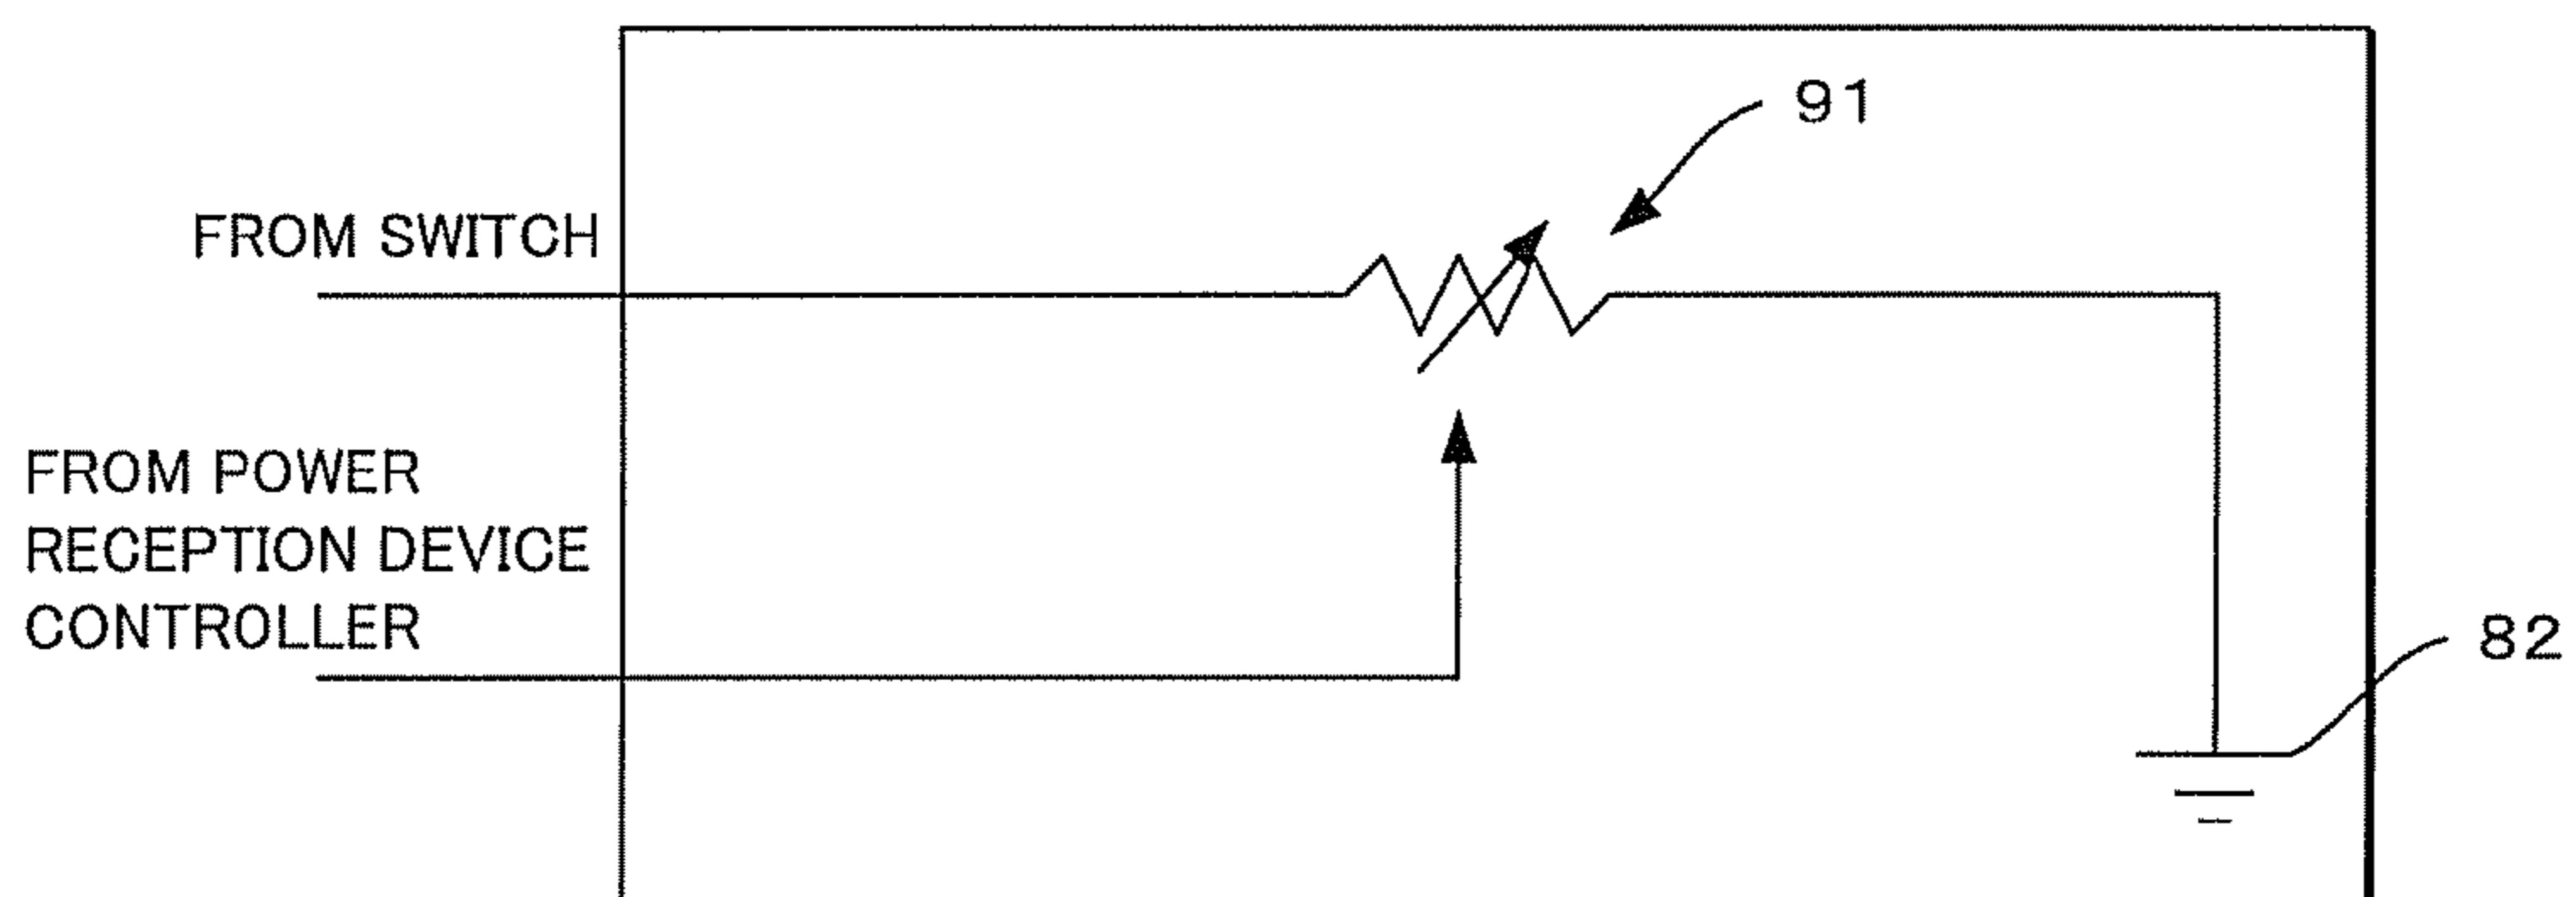 91
FROM SWITCH
FROM POWER
RECEPTION DEVICE
CONTROLLER
82